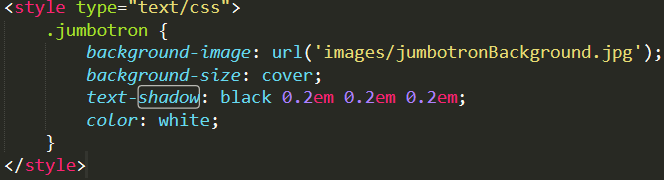 <style type="text/css">
.jumbotron {
background-image: url('images/jumbotronBackground.jpg');
background-size: cover;
text-shadow: black 0.2em 0.2em 0.2em;
color: white;
}
</style>